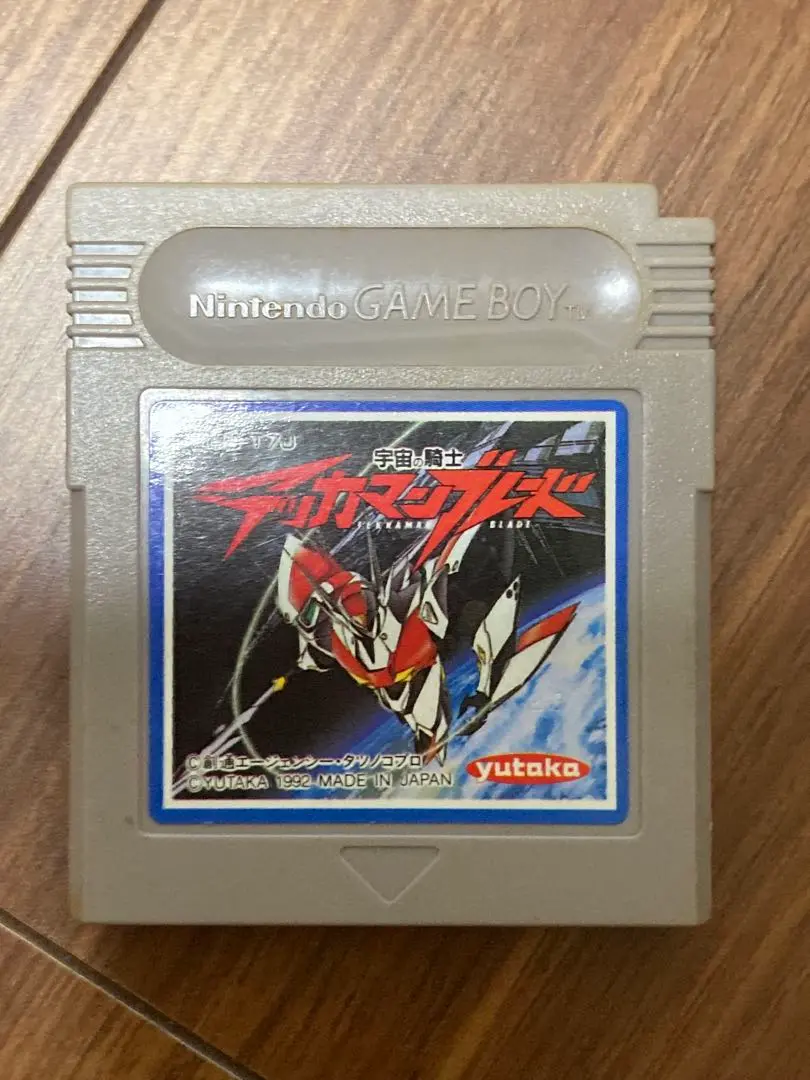 Nintendo GAME BOY TM
宇宙の騎士
テッカマンブレード
TEKKAMAN BLADE
©創通エージェンシー・タツノコプロ
©YUTAKA 1992 MADE IN JAPAN
yutaka